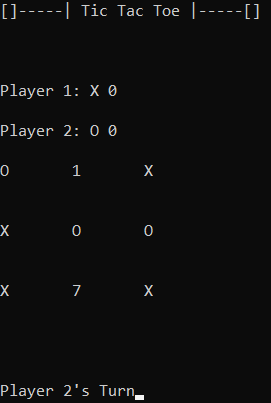 []-----| Tic Tac Toe |-----[]
Player 1: X 0
Player 2: O 0
O 1 X
X O O
X 7 X
Player 2's Turn